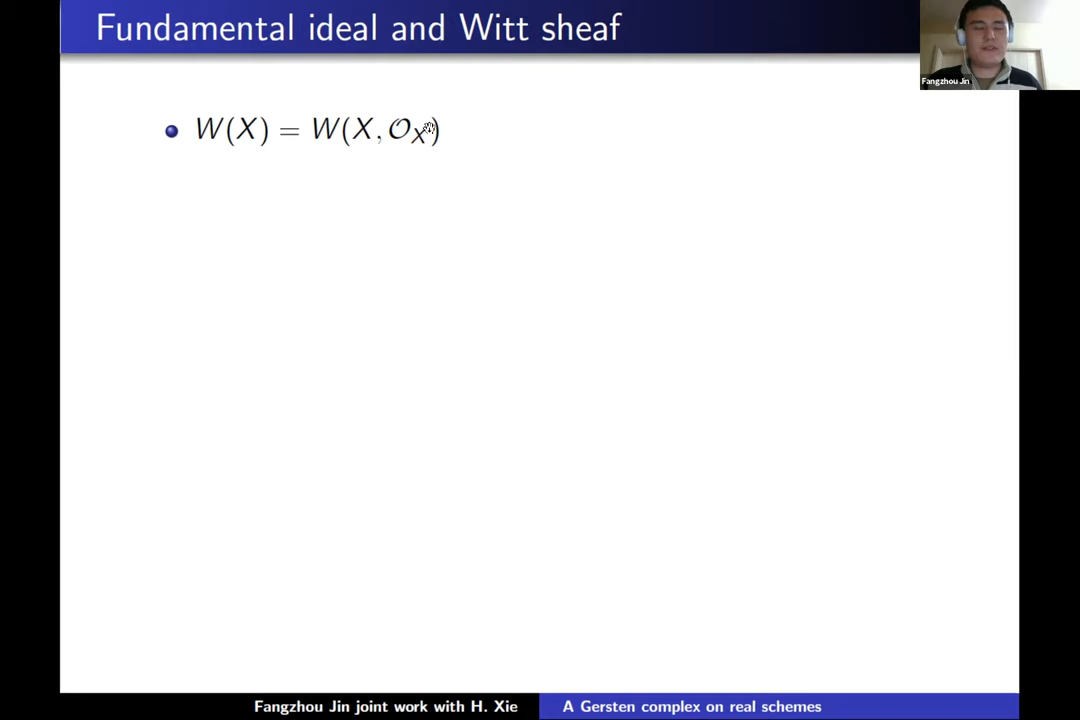 Fundamental ideal and Witt sheaf
Fangzhou Jin
W(X) = W(X, 𝒪_X)
Fangzhou Jin joint work with H. Xie
A Gersten complex on real schemes